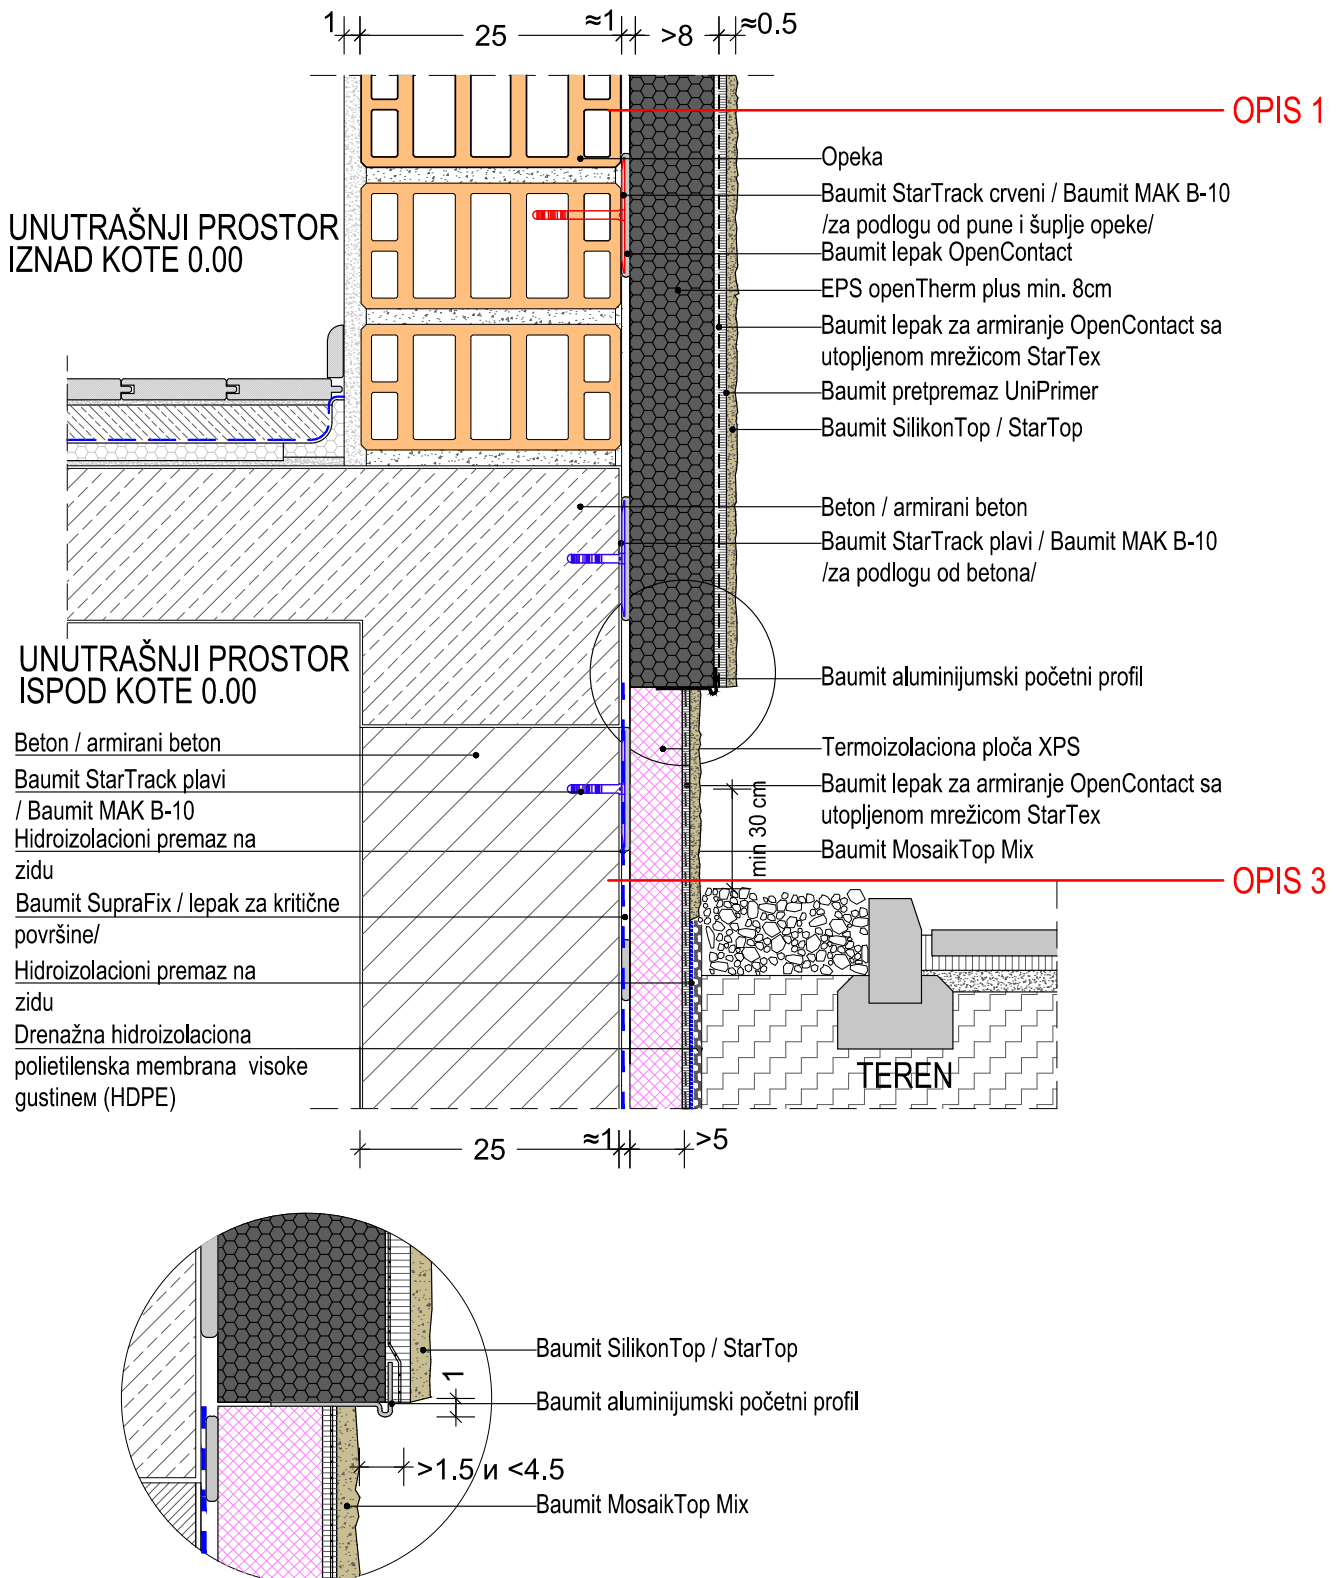 1
25
≈1
>8
≈0.5
OPIS 1
Opeka
Baumit StarTrack crveni / Baumit MAK B-10
/za podlogu od pune i šuplje opeke/
Baumit lepak OpenContact
EPS openTherm plus min. 8cm
Baumit lepak za armiranje OpenContact sa
utopljenom mrežicom StarTex
Baumit pretpremaz UniPrimer
Baumit SilikonTop / StarTop
UNUTRAŠNJI PROSTOR
IZNAD KOTE 0.00
Beton / armirani beton
Baumit StarTrack plavi / Baumit MAK B-10
/za podlogu od betona/
Baumit aluminijumski početni profil
Termoizolaciona ploča XPS
Baumit lepak za armiranje OpenContact sa
utopljenom mrežicom StarTex
Baumit MosaikTop Mix
min 30 cm
OPIS 3
UNUTRAŠNJI PROSTOR
ISPOD KOTE 0.00
Beton / armirani beton
Baumit StarTrack plavi
/ Baumit MAK B-10
Hidroizolacioni premaz na
zidu
Baumit SupraFix / lepak za kritične
površine/
Hidroizolacioni premaz na
zidu
Drenažna hidroizolaciona
polietilenska membrana visoke
gustineм (HDPE)
TEREN
25
≈1
>5
Baumit SilikonTop / StarTop
1
Baumit aluminijumski početni profil
>1.5 и <4.5
Baumit MosaikTop Mix